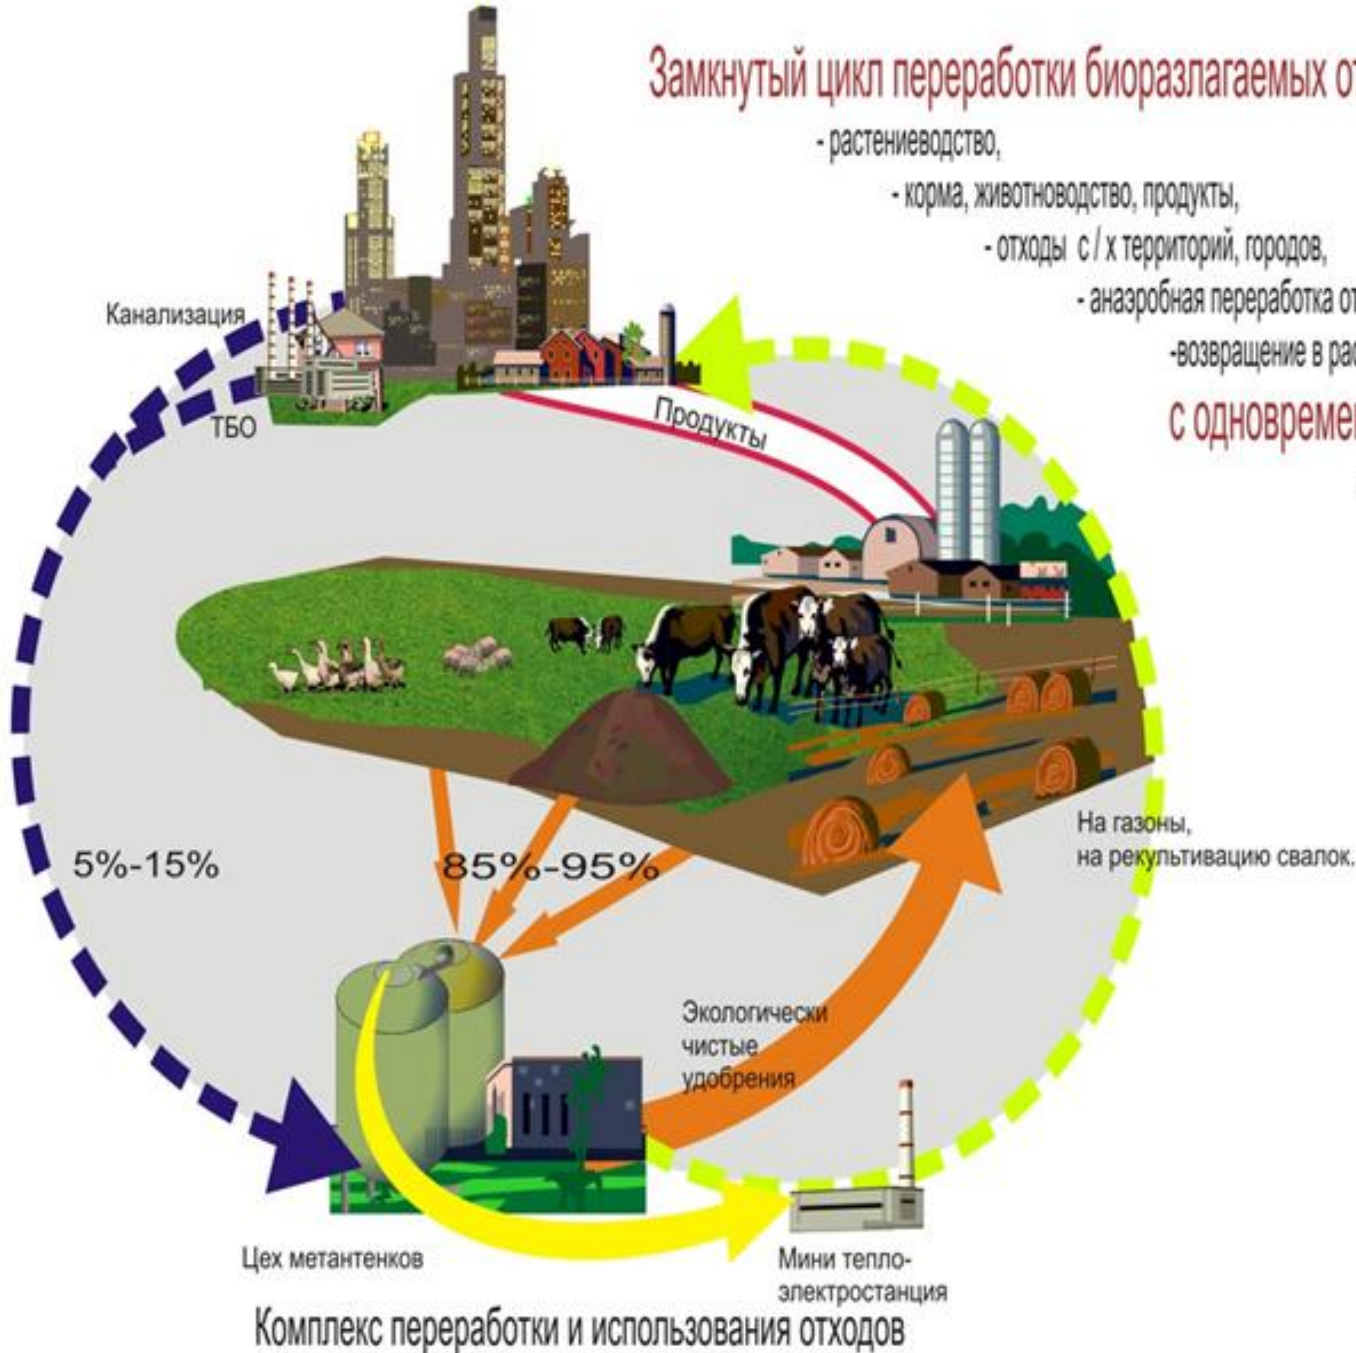 Замкнутый цикл переработки биоразлагаемых
- растениеводство,
- корма, животноводство, продукты,
- отходы с / х территорий, городов,
- анаэробная переработка
-возвращение в
с
Канализация
ТБО
Продукты
5%-15%
85%-95%
На газоны,
на рекультивацию свалок.
Экологически
чистые
удобрения
Цех метантенков
Мини тепло-
электростанция
Комплекс переработки и использования отходов